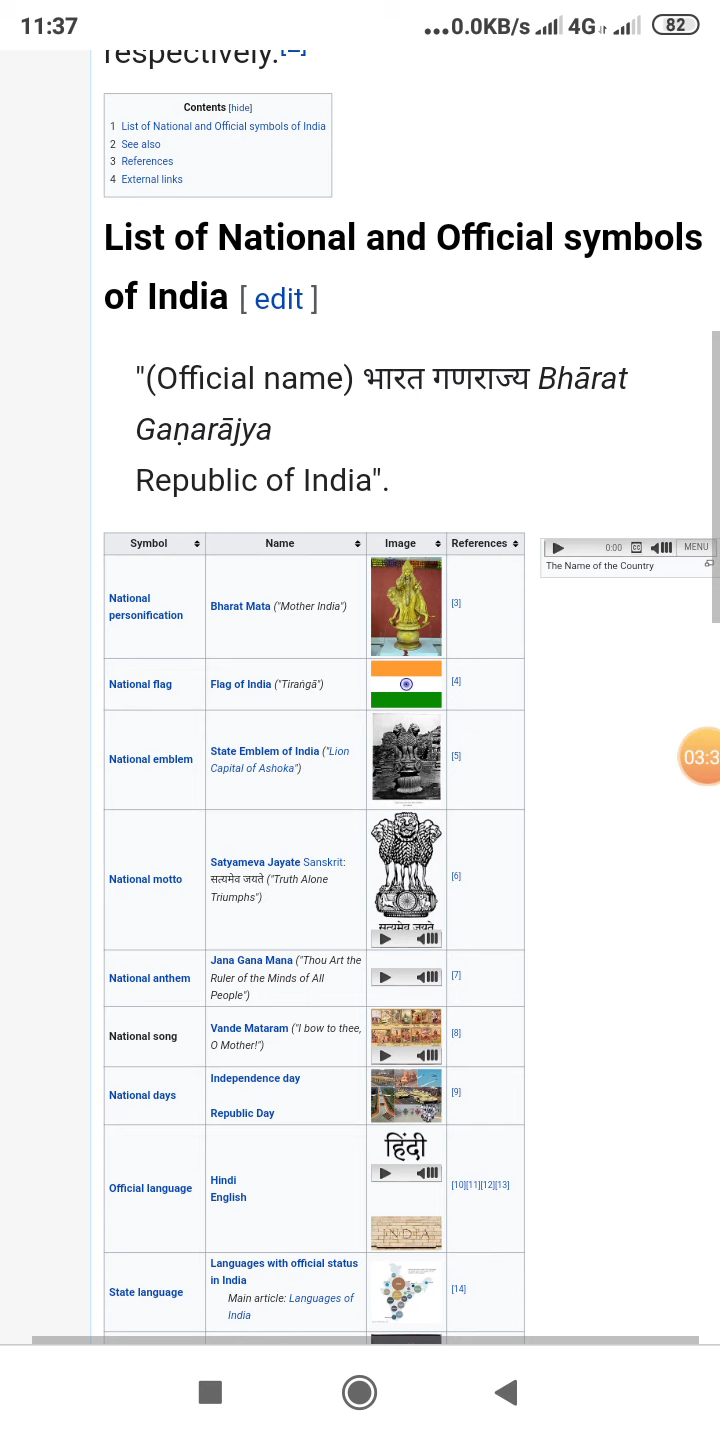 11:37 ...0.0KB/s 4G 82
respectively.
Contents [hide]
1 List of National and Official symbols of India
2 See also
3 References
4 External links
List of National and Official symbols
of India [ edit ]
"(Official name) भारत गणराज्य Bhārat
Gaṇarājya
Republic of India".
Symbol Name Image References
0:00 CC MENU
The Name of the Country
National
personification
Bharat Mata ("Mother India")
[3]
National flag
Flag of India ("Tiraṅgā")
[4]
National emblem
State Emblem of India ("Lion
Capital of Ashoka")
[5]
National motto
Satyameva Jayate Sanskrit:
सत्यमेव जयते ("Truth Alone
Triumphs")
सत्यमेव जयते
[6]
National anthem
Jana Gana Mana ("Thou Art the
Ruler of the Minds of All
People")
[7]
National song
Vande Mataram ("I bow to thee,
O Mother!")
[8]
National days
Independence day
Republic Day
[9]
Official language
Hindi
English
हिंदी
INDIA
[10][11][12][13]
State language
Languages with official status
in India
Main article: Languages of
India
[14]
03:3